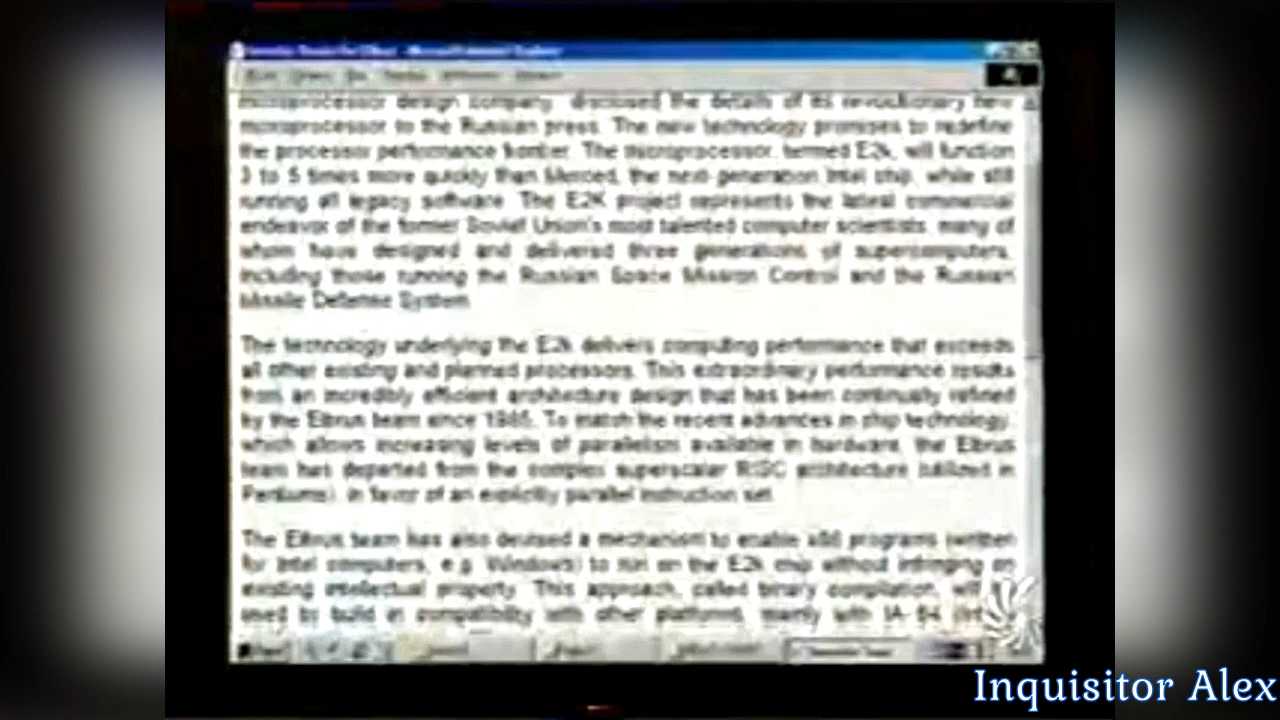 microprocessor design company, disclosed the details of its revolutionary new
microprocessor to the Russian press. The new technology promises to redefine
the processor performance frontier. The microprocessor, termed E2k, will function
3 to 5 times more quickly than Merced, the next-generation Intel chip, while still
running all legacy software. The E2K project represents the latest commercial
endeavor of the former Soviet Union's most talented computer scientists, many of
whom have designed and delivered three generations of supercomputers,
including those running the Russian Space Mission Control and the Russian
Missile Defense System.
The technology underlying the E2k delivers computing performance that exceeds
all other existing and planned processors. This extraordinary performance results
from an incredibly efficient architecture design that has been continually refined
by the Elbrus team since 1985. To match the recent advances in chip technology,
which allows increasing levels of parallelism available in hardware, the Elbrus
team has departed from the complex superscalar RISC architecture (utilized in
Pentiums), in favor of an explicitly parallel instruction set.
The Elbrus team has also devised a mechanism to enable x86 programs (written
for Intel computers, e.g. Windows) to run on the E2k chip without infringing on
existing intellectual property. This approach, called binary compilation, will
used to build in compatibility with other platforms, mainly with IA-64
Inquisitor Alex